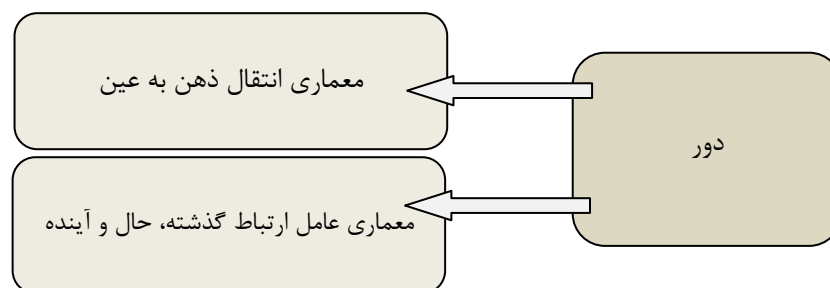 دور
معماری انتقال ذهن به عین
معماری عامل ارتباط گذشته، حال و آینده